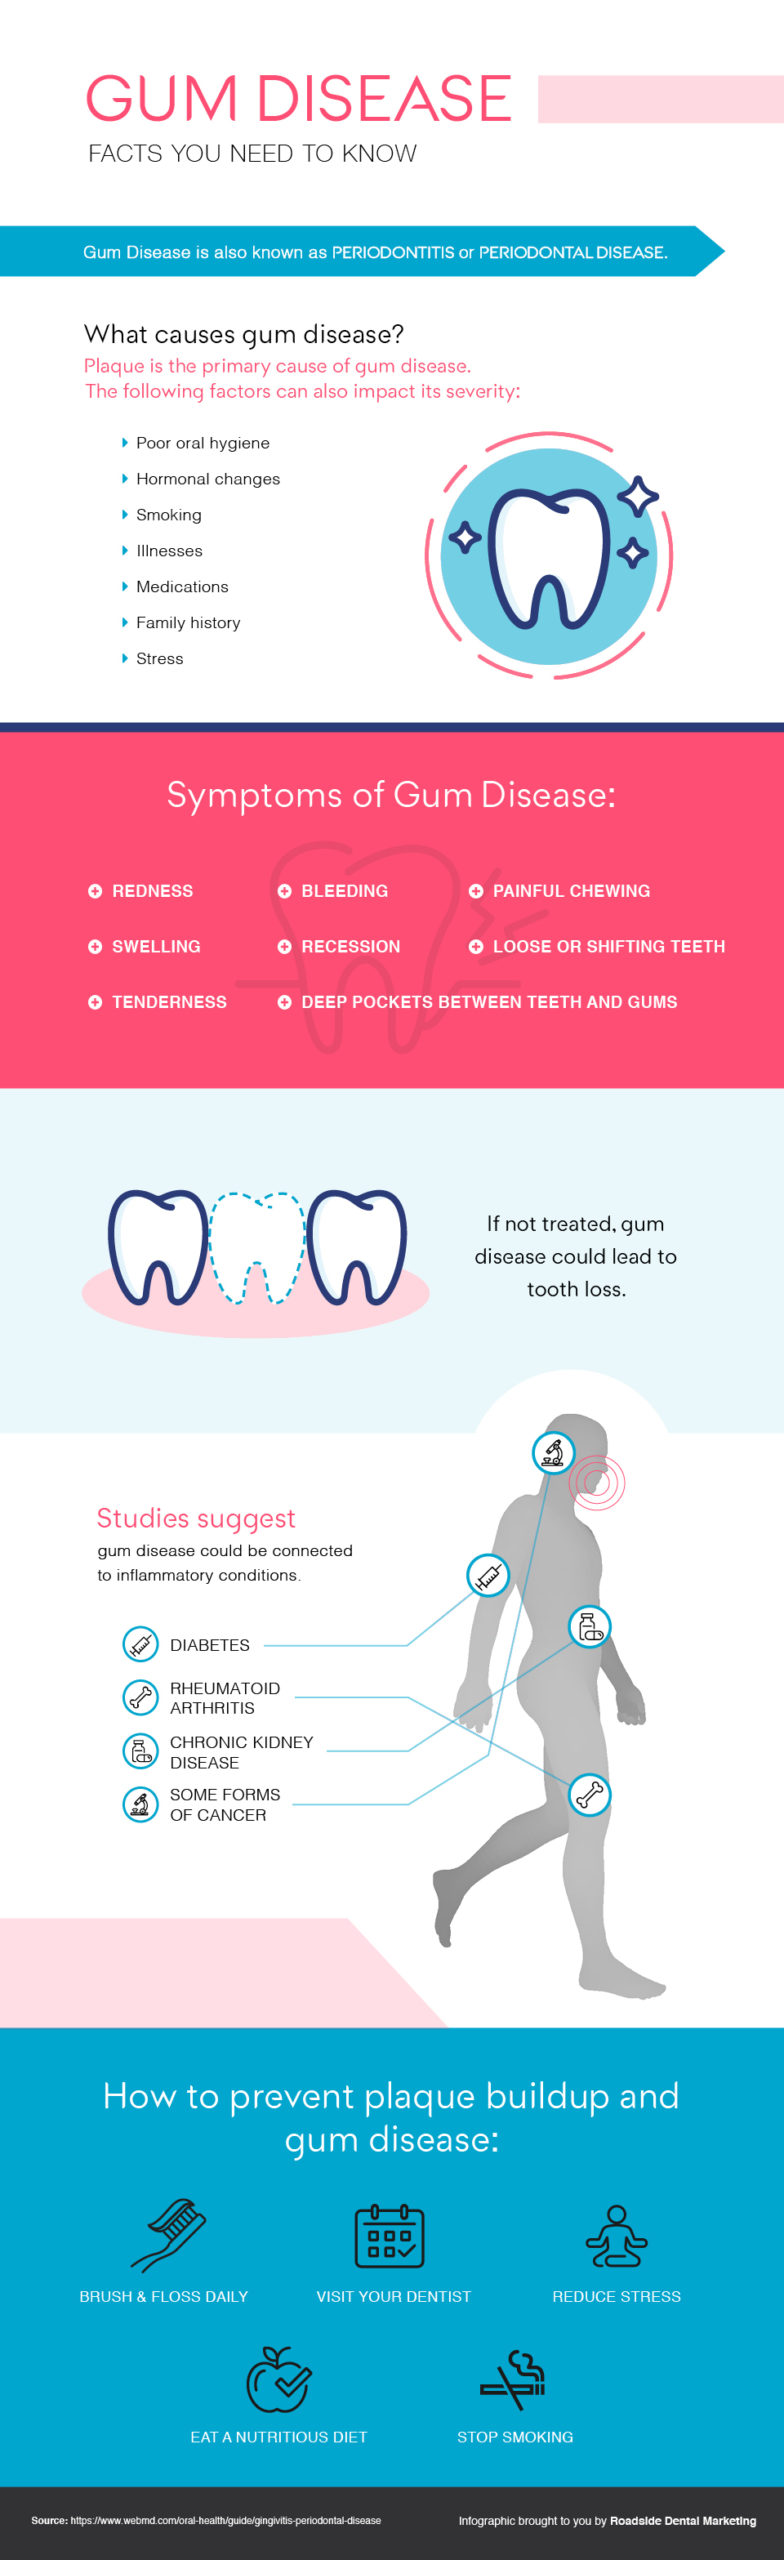 GUM DISEASE
FACTS YOU NEED TO KNOW
Gum Disease is also known as PERIODONTITIS or PERIODONTAL DISEASE.
What causes gum disease?
Plaque is the primary cause of gum disease.
The following factors can also impact its severity:
Poor oral hygiene
Hormonal changes
Smoking
Illnesses
Medications
Family history
Stress
Symptoms of Gum Disease:
REDNESS
BLEEDING
PAINFUL CHEWING
SWELLING
RECESSION
LOOSE OR SHIFTING TEETH
TENDERNESS
DEEP POCKETS BETWEEN TEETH AND GUMS
If not treated, gum
disease could lead to
tooth loss.
Studies suggest
gum disease could be connected
to inflammatory conditions.
DIABETES
RHEUMATOID
ARTHRITIS
CHRONIC KIDNEY
DISEASE
SOME FORMS
OF CANCER
How to prevent plaque buildup and
gum disease:
BRUSH & FLOSS DAILY
VISIT YOUR DENTIST
REDUCE STRESS
EAT A NUTRITIOUS DIET
STOP SMOKING
Source: https://www.webmd.com/oral-health/guide/gingivitis-periodontal-disease
Infographic brought to you by Roadside Dental Marketing